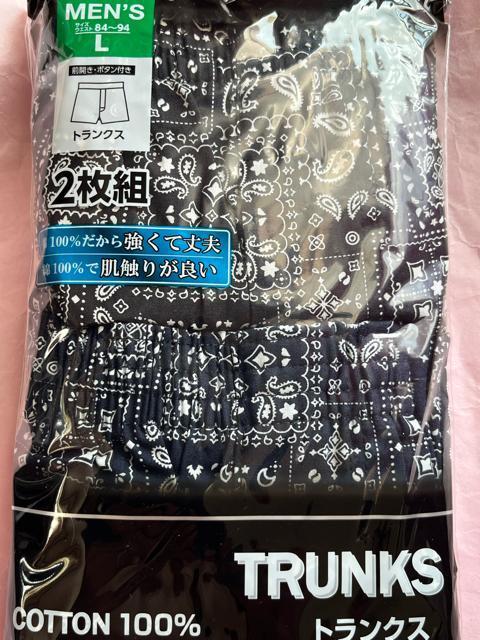 MEN'S
サイズ
ウエスト 84〜94
L
前開き・ボタン付き
トランクス
2枚組
100%だから強くて丈夫
綿100%で肌触りが良い
TRUNKS
COTTON 100%
トランクス